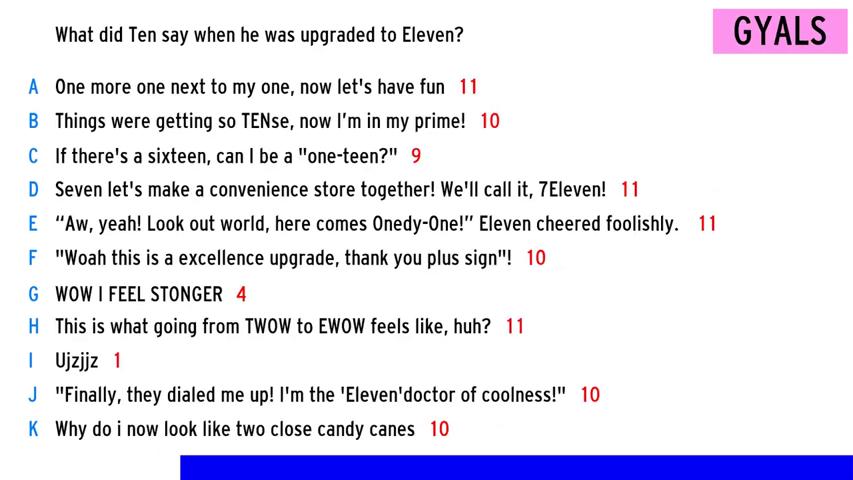 What did Ten say when he was upgraded to Eleven?
GYALS
A One more one next to my one, now let's have fun 11
B Things were getting so TENse, now I'm in my prime! 10
C If there's a sixteen, can I be a "one-teen?" 9
D Seven let's make a convenience store together! We'll call it, 7Eleven! 11
E “Aw, yeah! Look out world, here comes Onedy-One!” Eleven cheered foolishly. 11
F "Woah this is a excellence upgrade, thank you plus sign"! 10
G WOW I FEEL STONGER 4
H This is what going from TWOW to EWOW feels like, huh? 11
I Ujzjjz 1
J "Finally, they dialed me up! I'm the 'Eleven'doctor of coolness!" 10
K Why do i now look like two close candy canes 10